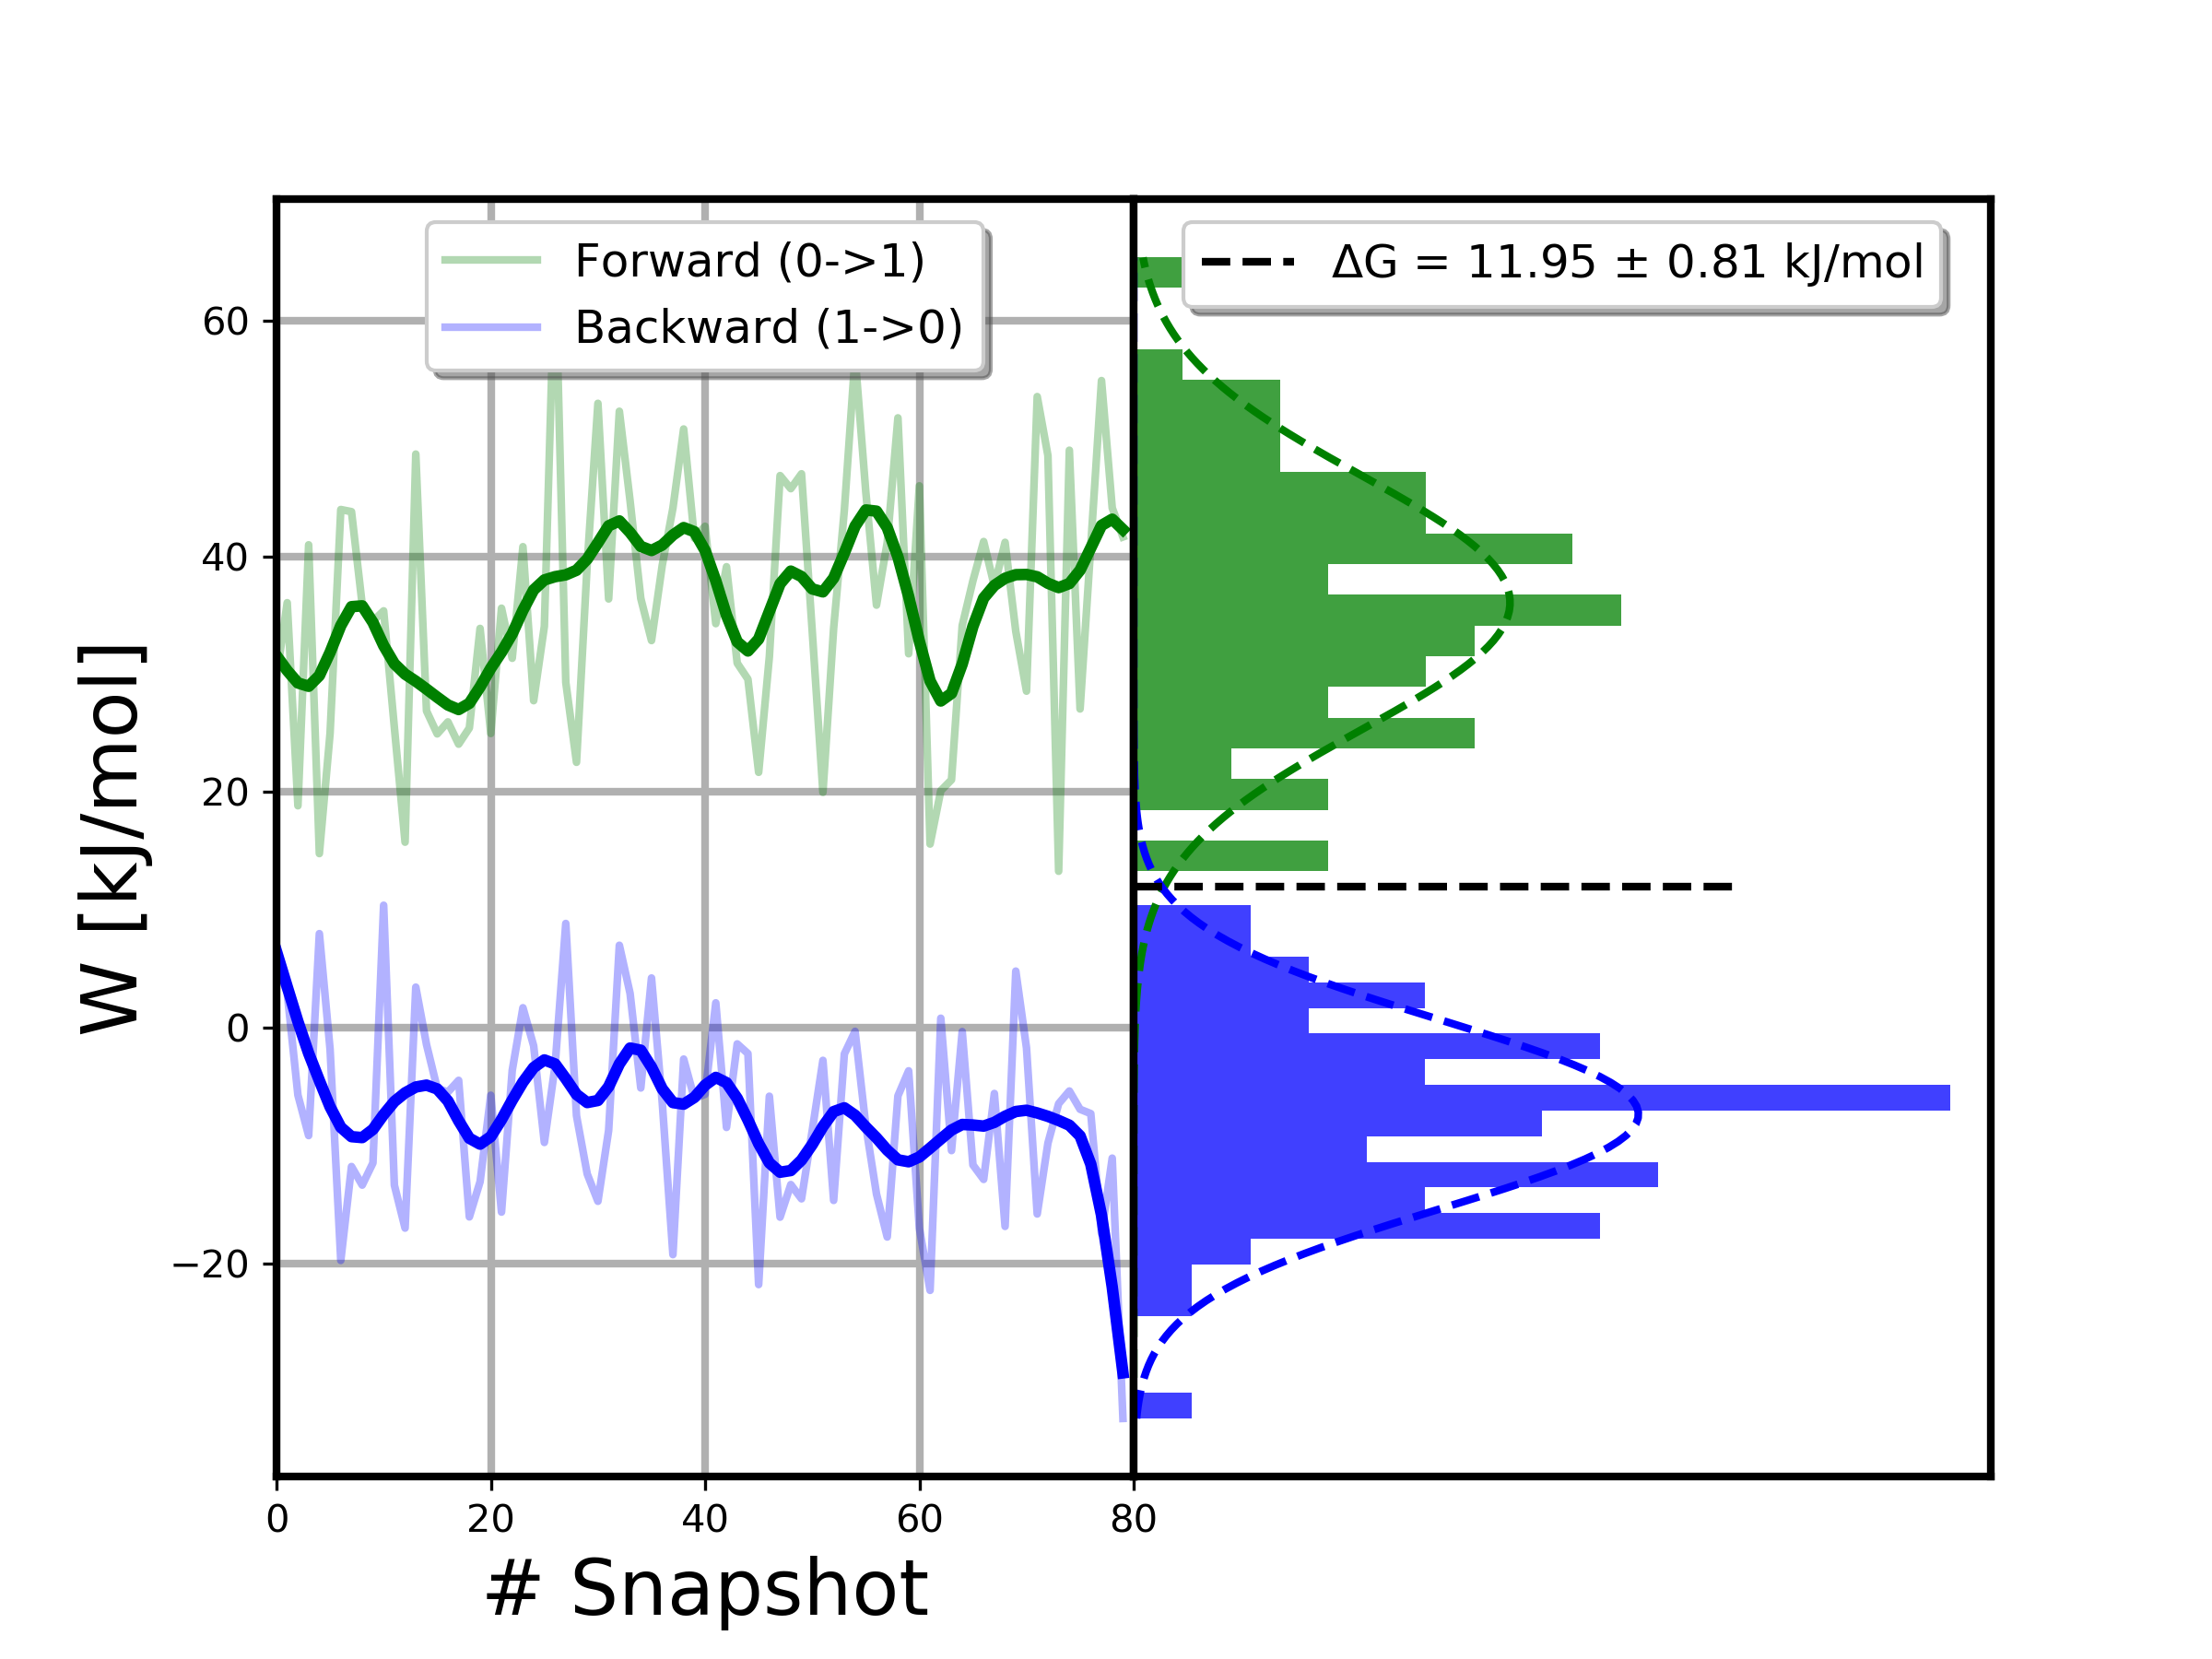 Forward (0->1)
Backward (1->0)
ΔG = 11.95 ± 0.81 kJ/mol
60
40
20
0
−20
W [kJ/mol]
0 20 40 60 80
# Snapshot